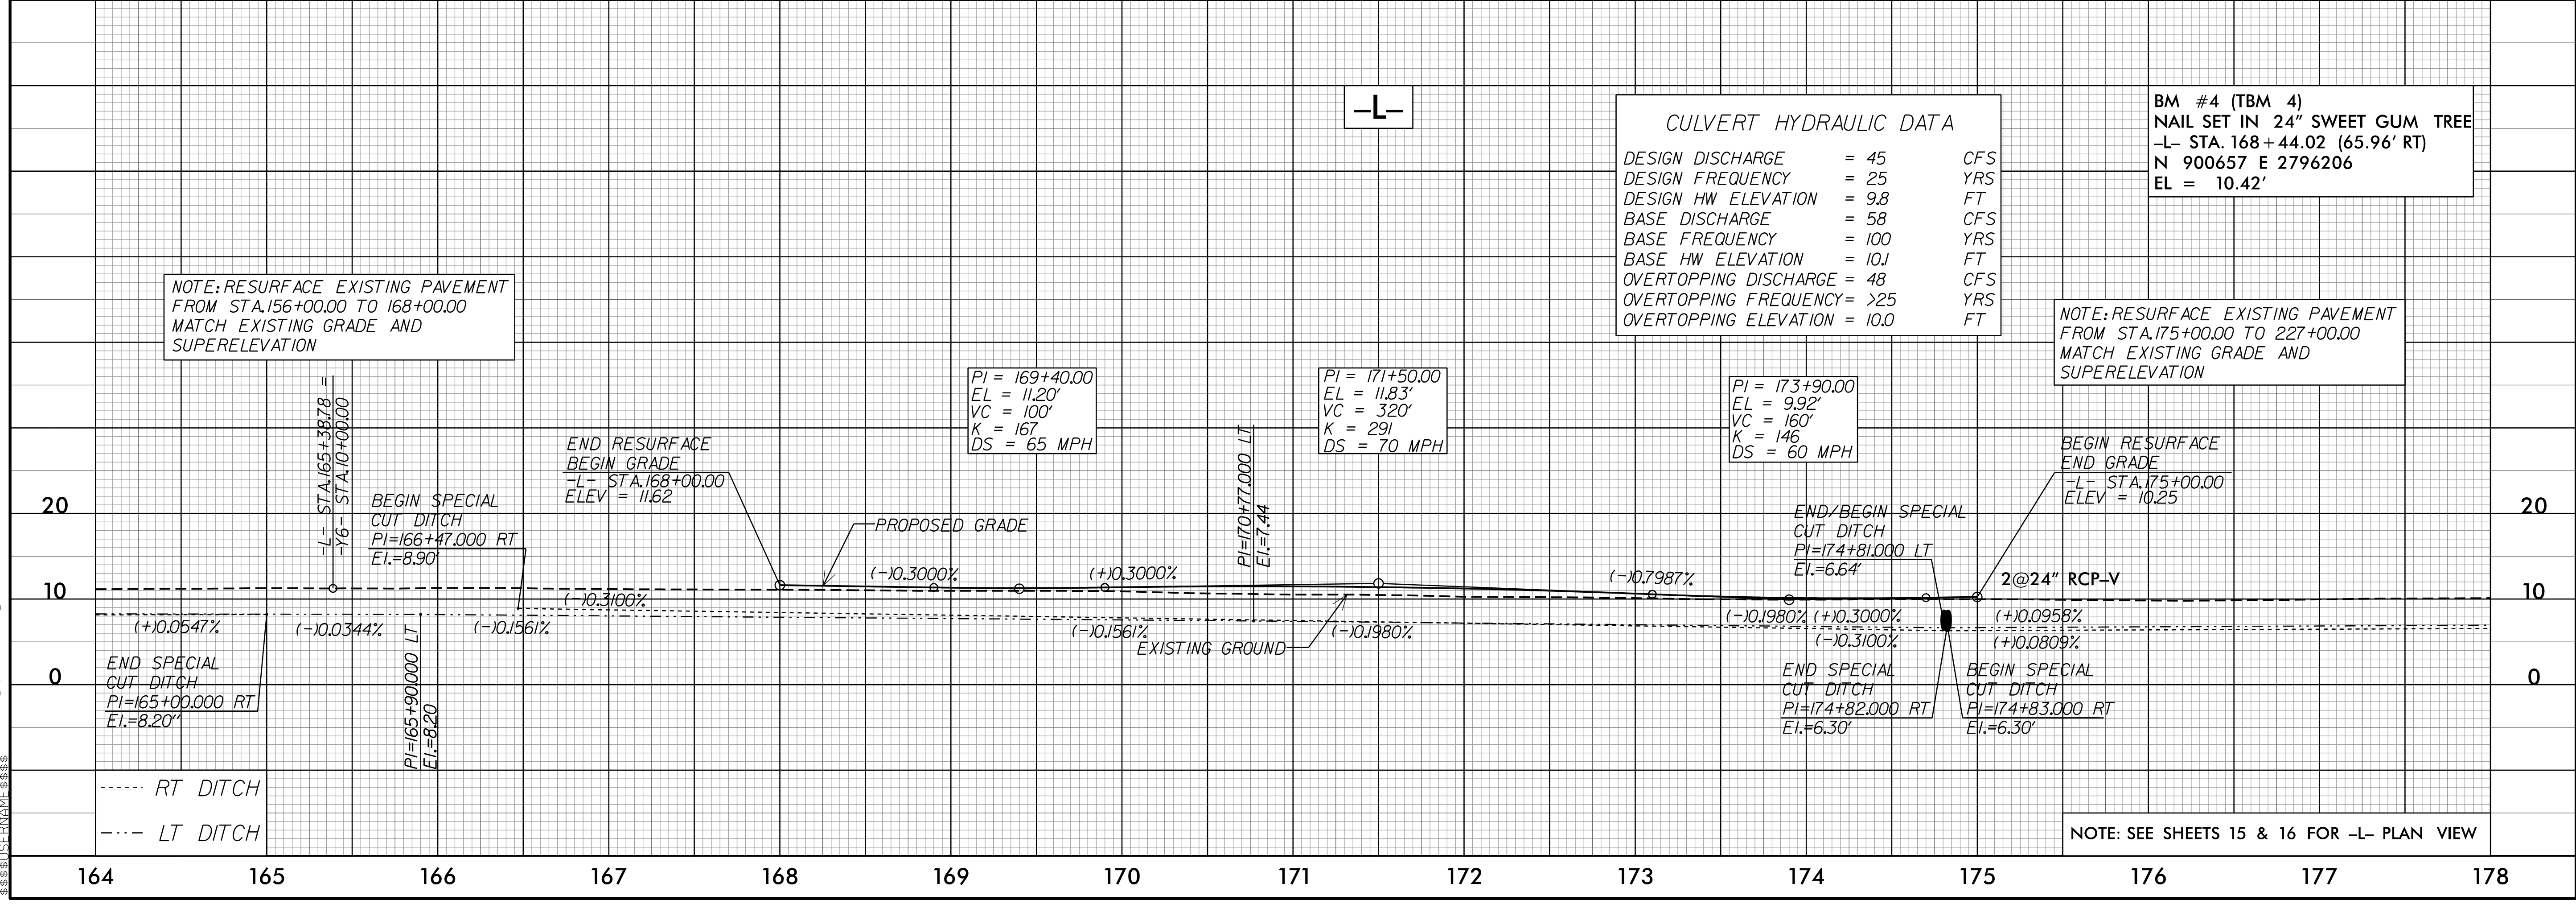 –L–
CULVERT HYDRAULIC DATA
DESIGN DISCHARGE = 45 CFS
DESIGN FREQUENCY = 25 YRS
DESIGN HW ELEVATION = 9.8 FT
BASE DISCHARGE = 58 CFS
BASE FREQUENCY = 100 YRS
BASE HW ELEVATION = 10.1 FT
OVERTOPPING DISCHARGE = 48 CFS
OVERTOPPING FREQUENCY= >25 YRS
OVERTOPPING ELEVATION = 10.0 FT
BM #4 (TBM 4)
NAIL SET IN 24" SWEET GUM TREE
–L– STA. 168+44.02 (65.96' RT)
N 900657 E 2796206
EL = 10.42'
NOTE: RESURFACE EXISTING PAVEMENT
FROM STA.156+00.00 TO 168+00.00
MATCH EXISTING GRADE AND
SUPERELEVATION
NOTE: RESURFACE EXISTING PAVEMENT
FROM STA.175+00.00 TO 227+00.00
MATCH EXISTING GRADE AND
SUPERELEVATION
-L- STA.165+38.78 =
-Y6- STA.10+00.00
BEGIN SPECIAL
CUT DITCH
PI=166+47.000 RT
El.=8.90'
END RESURFACE
BEGIN GRADE
-L- STA.168+00.00
ELEV = 11.62
PROPOSED GRADE
PI = 169+40.00
EL = 11.20'
VC = 100'
K = 167
DS = 65 MPH
PI=170+77.000 LT
El.=7.44
PI = 171+50.00
EL = 11.83'
VC = 320'
K = 291
DS = 70 MPH
PI = 173+90.00
EL = 9.92'
VC = 160'
K = 146
DS = 60 MPH
BEGIN RESURFACE
END GRADE
-L- STA.175+00.00
ELEV = 10.25
END/BEGIN SPECIAL
CUT DITCH
PI=174+81.000 LT
El.=6.64'
2@24" RCP–V
20
20
10
10
0
0
(-)0.3000%
(+)0.3000%
(-)0.7987%
(-)0.3100%
(+)0.0547%
(-)0.0344%
(-)0.1561%
(-)0.1561%
(-)0.1980%
(-)0.1980%
(+)0.3000%
(+)0.0958%
(-)0.3100%
(+)0.0809%
EXISTING GROUND
END SPECIAL
CUT DITCH
PI=165+00.000 RT
El.=8.20''
PI=165+90.000 LT
El.=8.20
END SPECIAL
CUT DITCH
PI=174+82.000 RT
El.=6.30'
BEGIN SPECIAL
CUT DITCH
PI=174+83.000 RT
El.=6.30'
RT DITCH
LT DITCH
NOTE: SEE SHEETS 15 & 16 FOR –L– PLAN VIEW
164 165 166 167 168 169 170 171 172 173 174 175 176 177 178